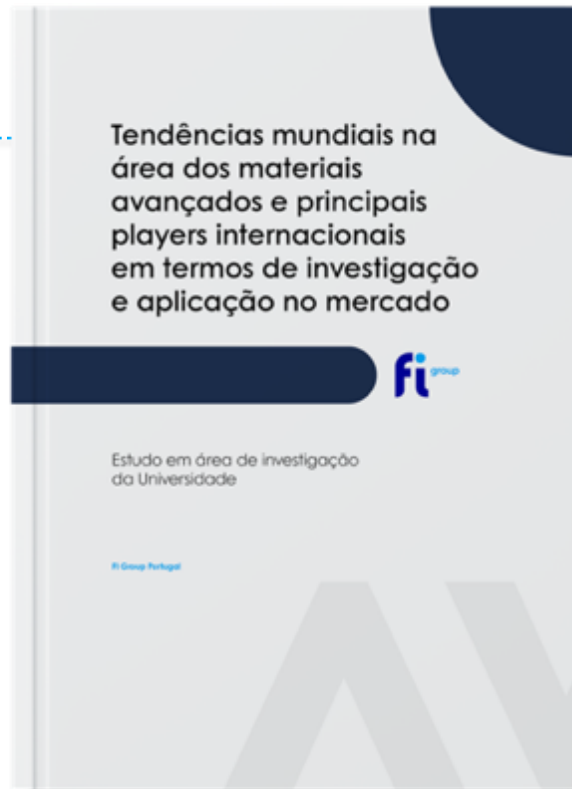 Tendências mundiais na
área dos materiais
avançados e principais
players internacionais
em termos de investigação
e aplicação no mercado
fi group
Estudo em área de investigação
da Universidade
FI Group Portugal